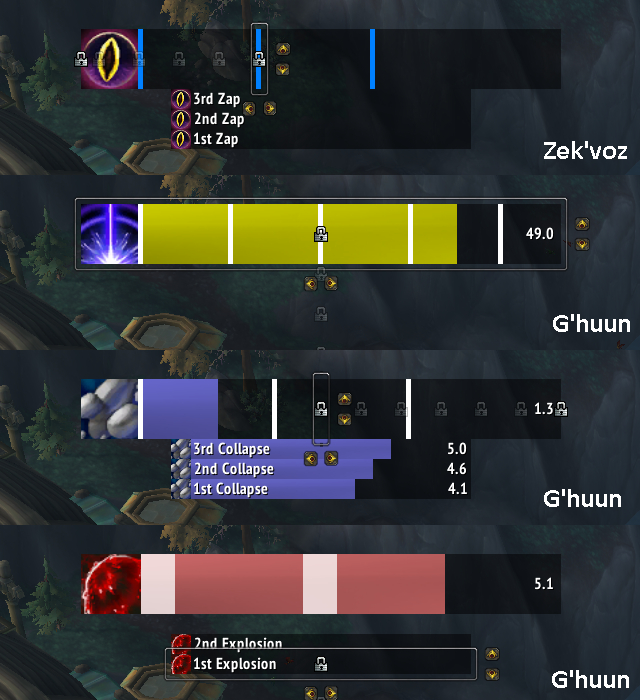 3rd Zap
2nd Zap
1st Zap
Zek'voz
49.0
G'huun
1.3
3rd Collapse 5.0
2nd Collapse 4.6
1st Collapse 4.1
G'huun
5.1
2nd Explosion
1st Explosion
G'huun